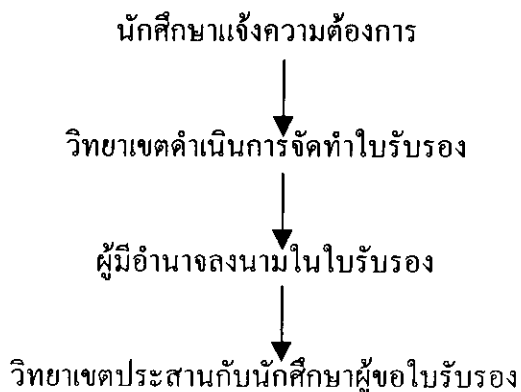 นักศึกษาแจ้งความต้องการ
วิทยาเขตดำเนินการจัดทำใบรับรอง
ผู้มีอำนาจลงนามในใบรับรอง
วิทยาเขตประสานกับนักศึกษาผู้ขอใบรับรอง